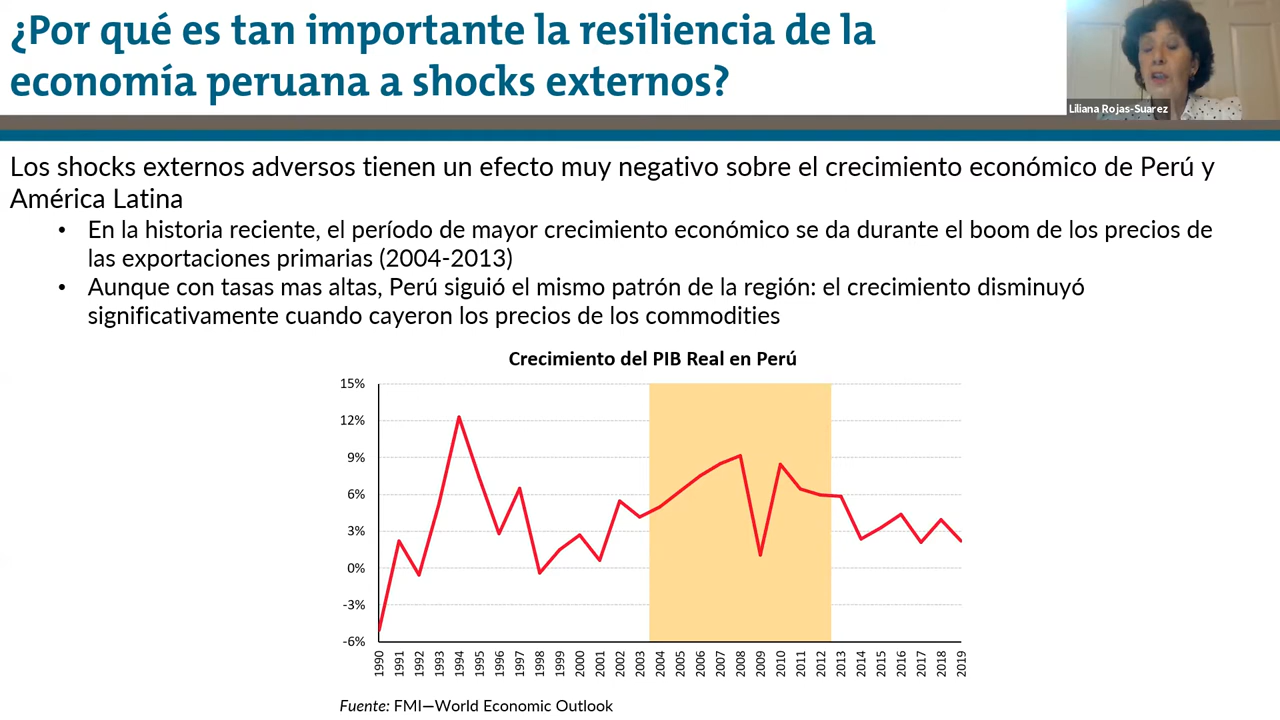 ¿Por qué es tan importante la resiliencia de la
economía peruana a shocks externos?
Liliana Rojas-Suarez
Los shocks externos adversos tienen un efecto muy negativo sobre el crecimiento económico de Perú y
América Latina
• En la historia reciente, el período de mayor crecimiento económico se da durante el boom de los precios de
las exportaciones primarias (2004-2013)
• Aunque con tasas mas altas, Perú siguió el mismo patrón de la región: el crecimiento disminuyó
significativamente cuando cayeron los precios de los commodities
Crecimiento del PIB Real en Perú
15%
12%
9%
6%
3%
0%
-3%
-6%
1990 1991 1992 1993 1994 1995 1996 1997 1998 1999 2000 2001 2002 2003 2004 2005 2006 2007 2008 2009 2010 2011 2012 2013 2014 2015 2016 2017 2018 2019
Fuente: FMI—World Economic Outlook